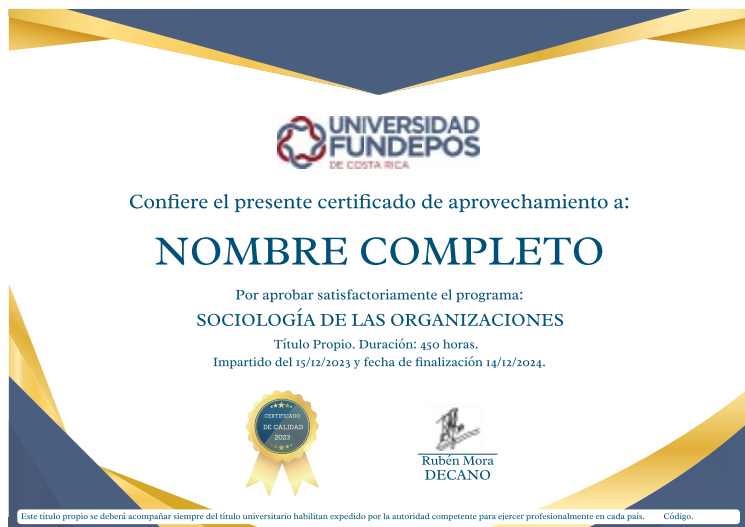 UNIVERSIDAD
FUNDEPOS
DE COSTA RICA
Confiere el presente certificado de aprovechamiento a:
NOMBRE COMPLETO
Por aprobar satisfactoriamente el programa:
SOCIOLOGÍA DE LAS ORGANIZACIONES
Título Propio. Duración: 450 horas.
Impartido del 15/12/2023 y fecha de finalización 14/12/2024.
CERTIFICADO
DE CALIDAD
2023
Rubén Mora
DECANO
Este título propio se deberá acompañar siempre del título universitario habilitan expedido por la autoridad competente para ejercer profesionalmente en cada país. Código.